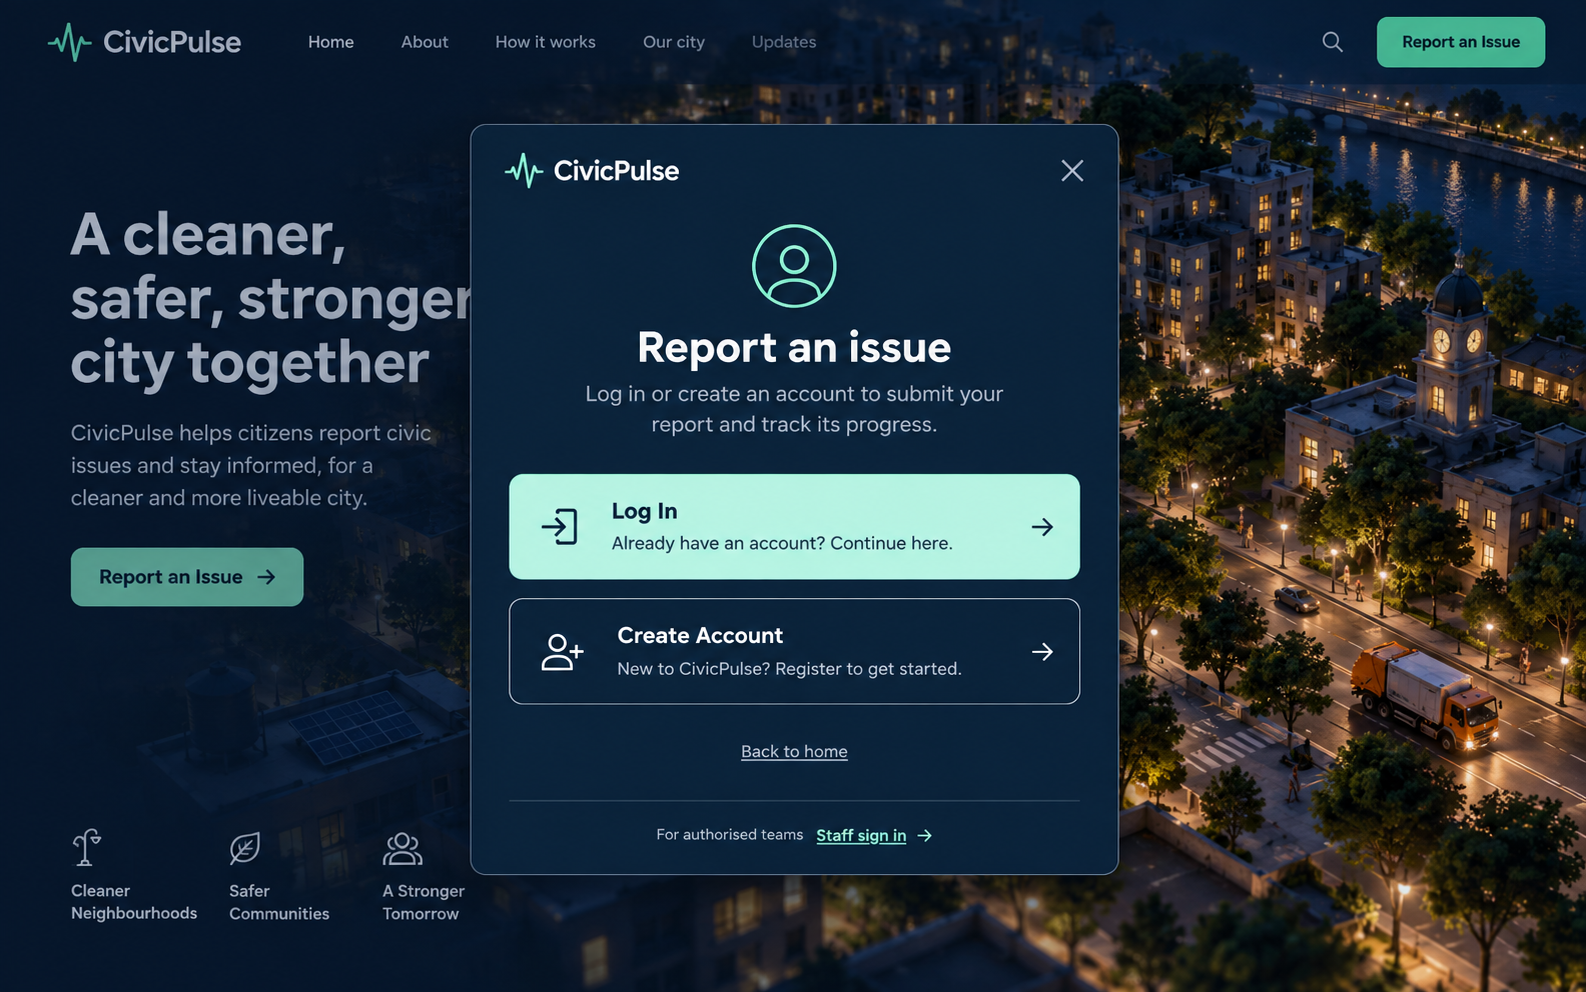 CivicPulse
Home
About
How it works
Our city
Updates
Report an Issue
A cleaner,
safer, stronger
city together
CivicPulse helps citizens report civic
issues and stay informed, for a
cleaner and more liveable city.
Report an Issue
Cleaner
Neighbourhoods
Safer
Communities
A Stronger
Tomorrow
CivicPulse
Report an issue
Log in or create an account to submit your
report and track its progress.
Log In
Already have an account? Continue here.
Create Account
New to CivicPulse? Register to get started.
Back to home
For authorised teams Staff sign in